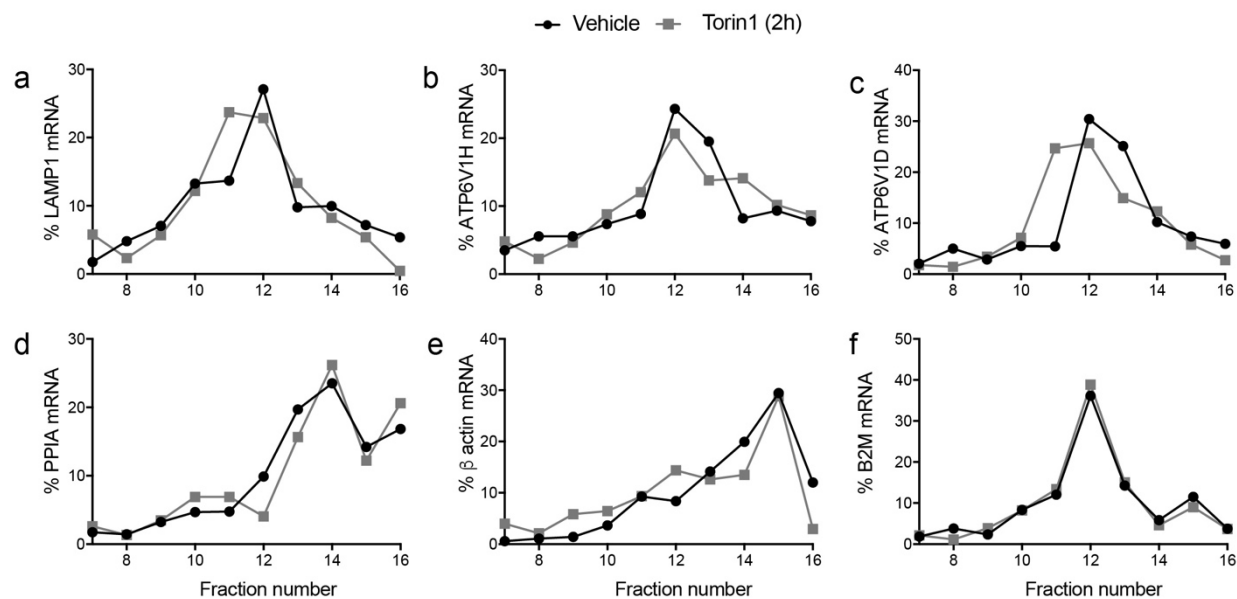 Vehicle Torin1 (2h)
a b c
% LAMP1 mRNA
30
20
10
0
8 10 12 14 16
% ATP6V1H mRNA
30
20
10
0
8 10 12 14 16
% ATP6V1D mRNA
40
30
20
10
0
8 10 12 14 16
d e f
% PPIA mRNA
30
20
10
0
8 10 12 14 16
Fraction number
% β actin mRNA
40
30
20
10
0
8 10 12 14 16
Fraction number
% B2M mRNA
50
40
30
20
10
0
8 10 12 14 16
Fraction number